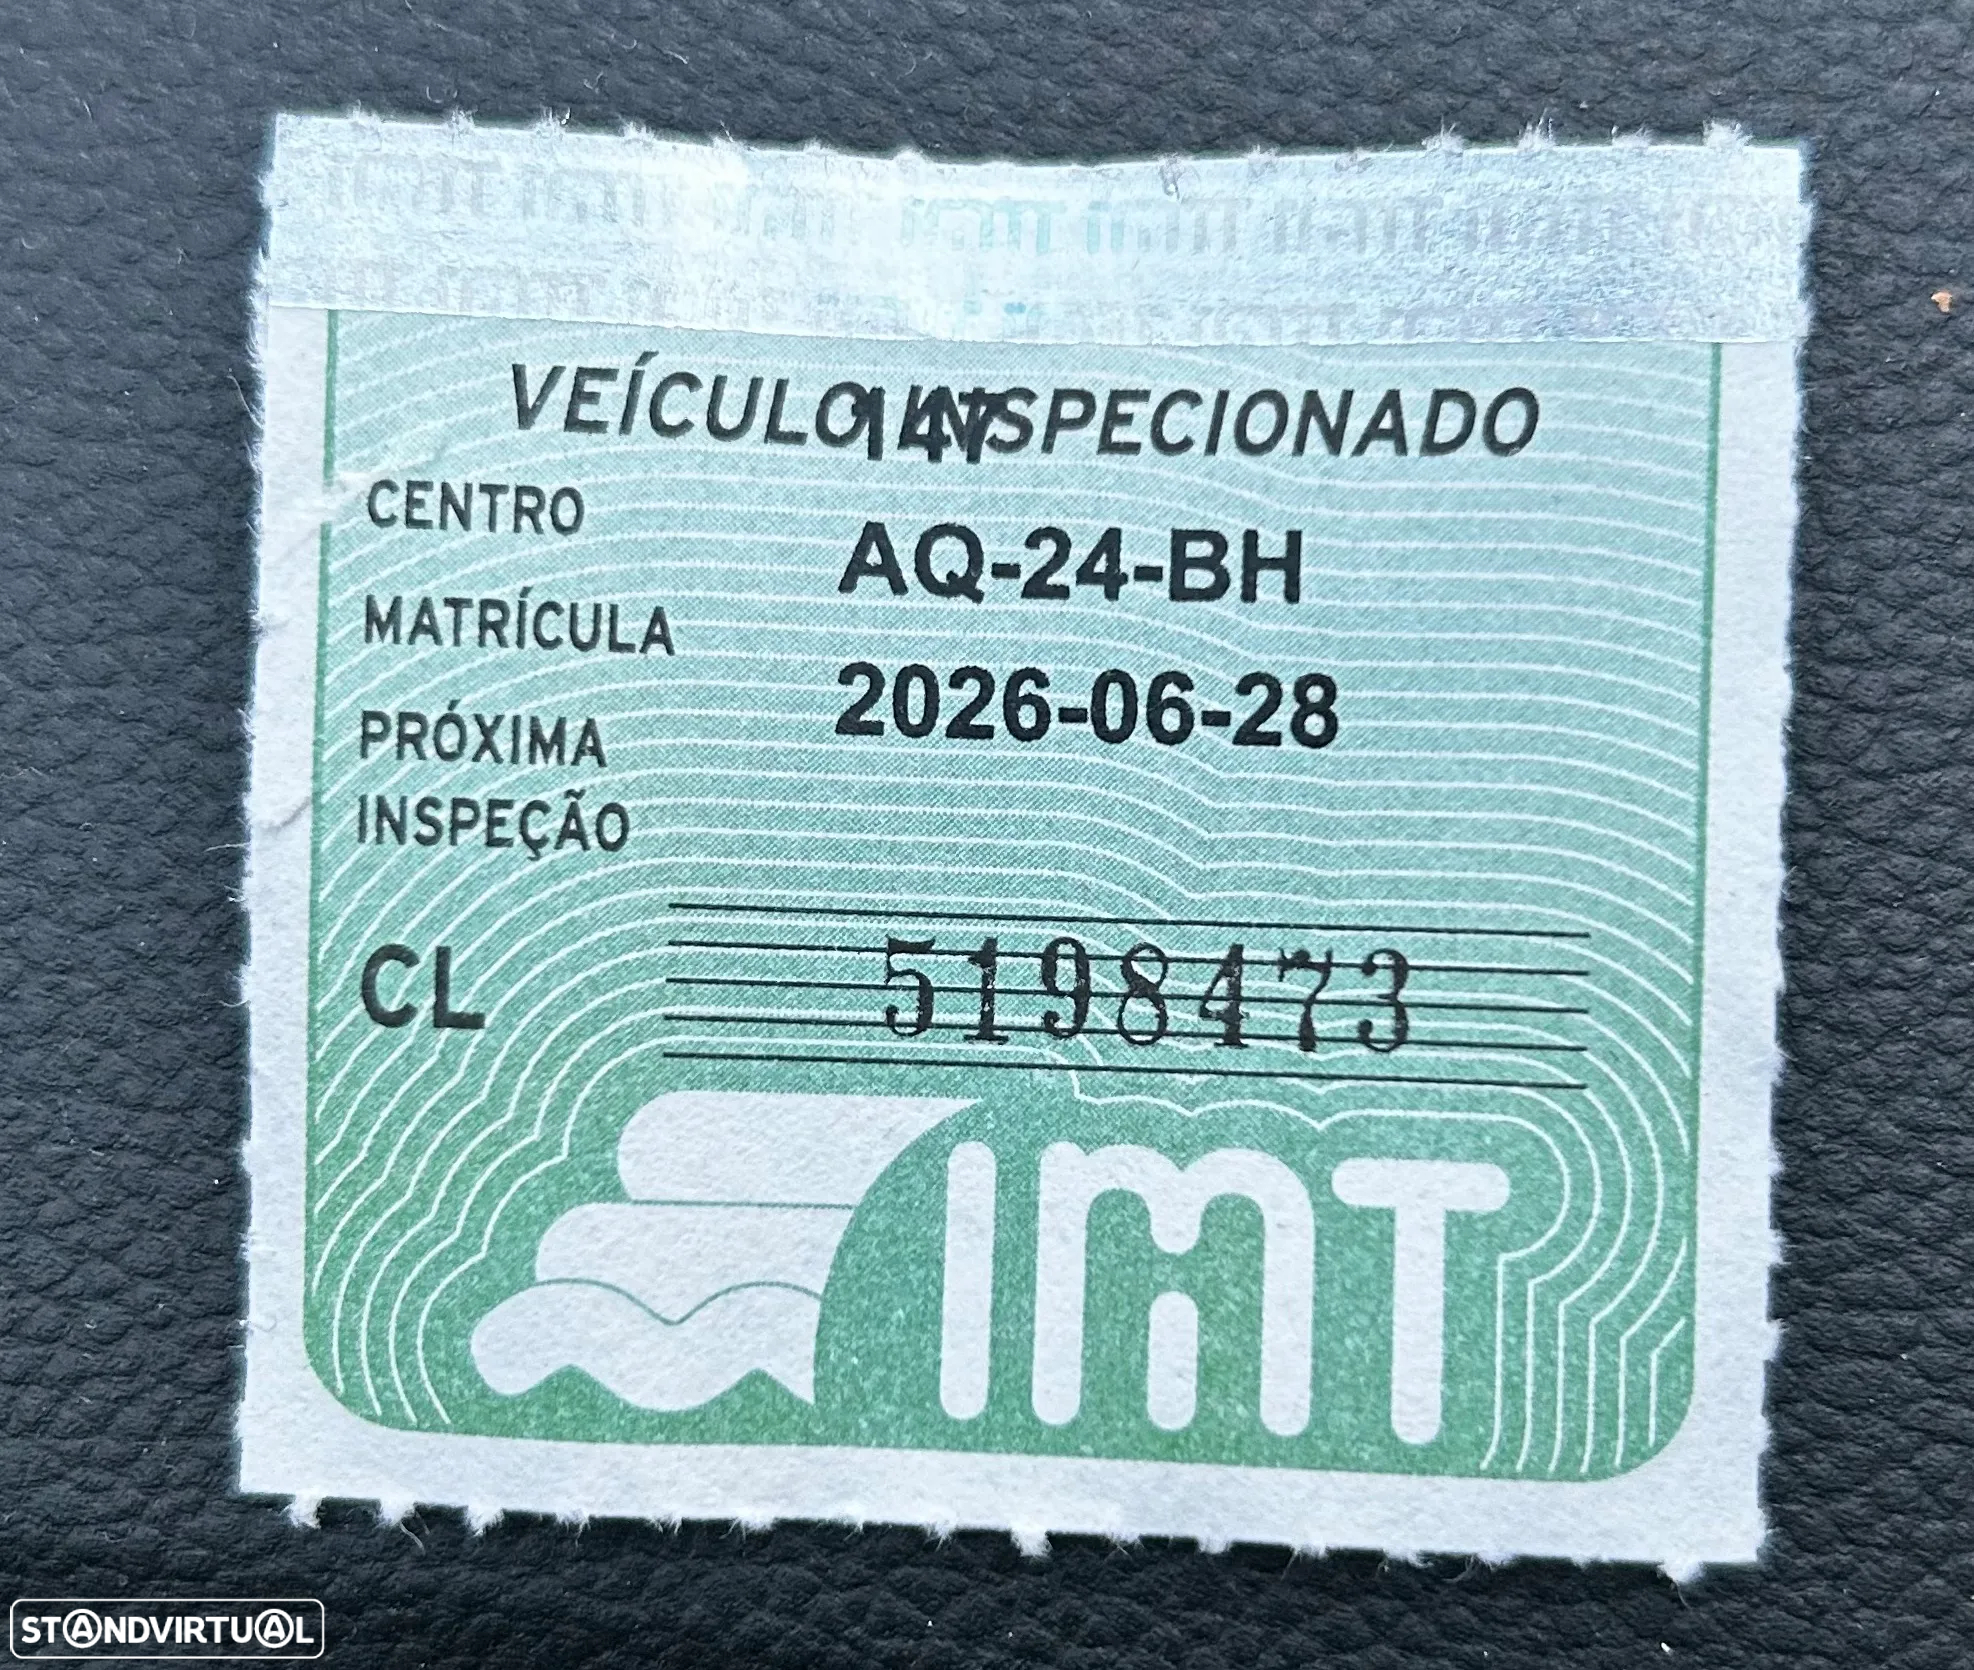 VEÍCULO INSPECIONADO
147
CENTRO
AQ-24-BH
MATRÍCULA
2026-06-28
PRÓXIMA
INSPEÇÃO
CL 5198473
IMT
STANDVIRTUAL